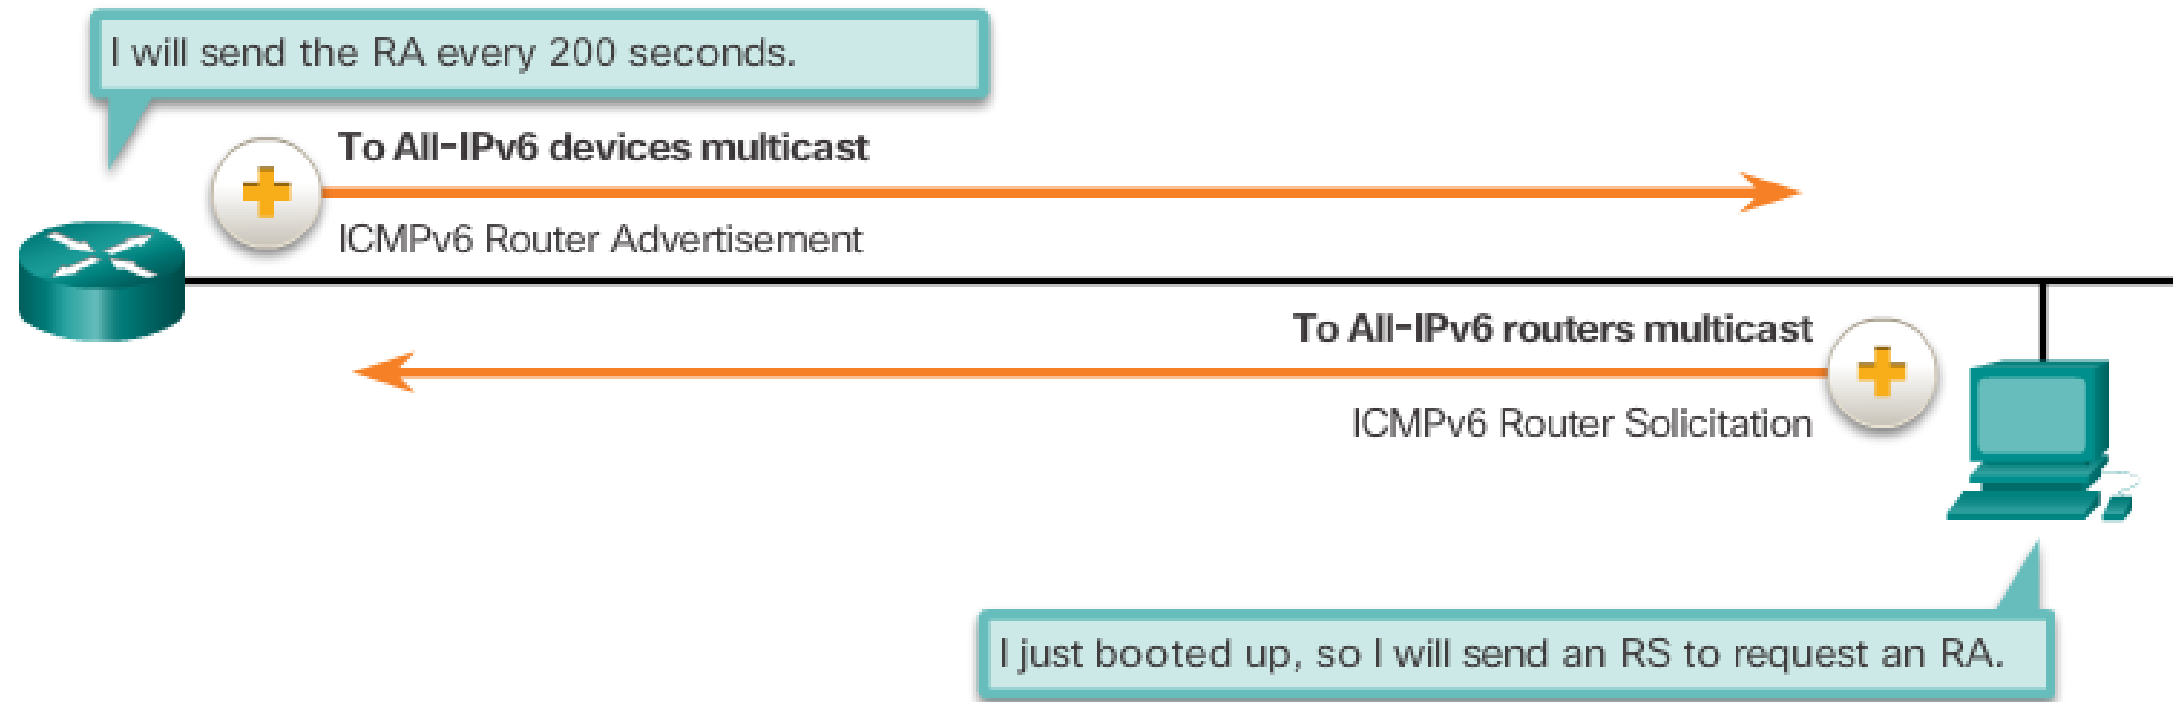 I will send the RA every 200 seconds.
To All-IPv6 devices multicast
ICMPv6 Router Advertisement
To All-IPv6 routers multicast
ICMPv6 Router Solicitation
I just booted up, so I will send an RS to request an RA.